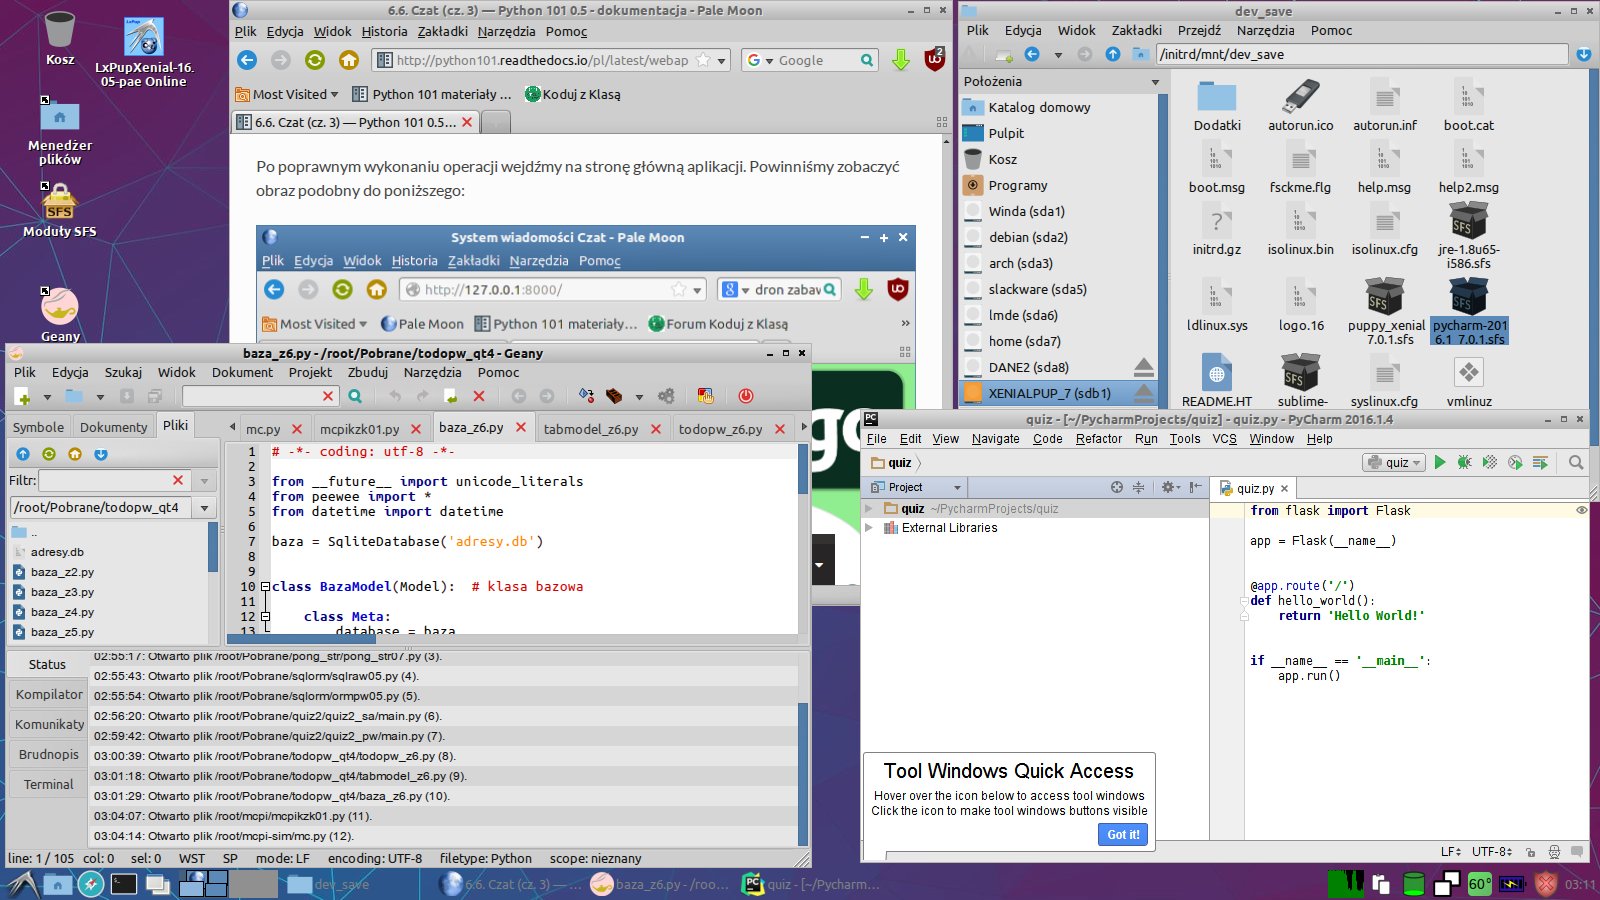 Kosz
LxPupXenial-16.
05-pae Online
Menedżer
plików
Moduły SFS
Geany
6.6. Czat (cz. 3) — Python 101 0.5 - dokumentacja - Pale Moon
Plik Edycja Widok Historia Zakładki Narzędzia Pomoc
http://python101.readthedocs.io/pl/latest/webap
Google
2
Most Visited Python 101 materiały ... Koduj z Klasą
6.6. Czat (cz. 3) — Python 101 0.5...
Po poprawnym wykonaniu operacji wejdźmy na stronę główną aplikacji. Powinniśmy zobaczyć
obraz podobny do poniższego:
System wiadomości Czat - Pale Moon
Plik Edycja Widok Historia Zakładki Narzędzia Pomoc
http://127.0.0.1:8000/
dron zabaw
Most Visited Pale Moon Python 101 materiały... Forum Koduj z Klasą »
dev_save
Plik Edycja Widok Zakładki Przejdź Narzędzia Pomoc
/initrd/mnt/dev_save
Położenia
Katalog domowy
Pulpit
Kosz
Programy
Winda (sda1)
debian (sda2)
arch (sda3)
slackware (sda5)
lmde (sda6)
home (sda7)
DANE2 (sda8)
XENIALPUP_7 (sdb1)
Dodatki autorun.ico autorun.inf boot.cat
boot.msg fsckme.flg help.msg help2.msg
initrd.gz isolinux.bin isolinux.cfg jre-1.8u65-
i586.sfs
ldlinux.sys logo.16 puppy_xenial pycharm-201
7.0.1.sfs 6.1_7.0.1.sfs
README.HT sublime- syslinux.cfg vmlinuz
baza_z6.py - /root/Pobrane/todopw_qt4 - Geany
Plik Edycja Szukaj Widok Dokument Projekt Zbuduj Narzędzia Pomoc
Symbole Dokumenty Pliki
Filtr:
/root/Pobrane/todopw_qt4
..
adresy.db
baza_z2.py
baza_z3.py
baza_z4.py
baza_z5.py
mc.py mcpikzk01.py baza_z6.py tabmodel_z6.py todopw_z6.py
1 # -*- coding: utf-8 -*-
2
3 from __future__ import unicode_literals
4 from peewee import *
5 from datetime import datetime
6
7 baza = SqliteDatabase('adresy.db')
8
9
10 class BazaModel(Model): # klasa bazowa
11
12 class Meta:
13 database = baza
Status
Kompilator
Komunikaty
Brudnopis
Terminal
02:55:17: Otwarto plik /root/Pobrane/pong_str/pong_str07.py (3).
02:55:43: Otwarto plik /root/Pobrane/sqlorm/sqlraw05.py (4).
02:55:54: Otwarto plik /root/Pobrane/sqlorm/ormpw05.py (5).
02:56:20: Otwarto plik /root/Pobrane/quiz2/quiz2_sa/main.py (6).
02:59:42: Otwarto plik /root/Pobrane/quiz2/quiz2_pw/main.py (7).
03:00:39: Otwarto plik /root/Pobrane/todopw_qt4/todopw_z6.py (8).
03:01:18: Otwarto plik /root/Pobrane/todopw_qt4/tabmodel_z6.py (9).
03:01:29: Otwarto plik /root/Pobrane/todopw_qt4/baza_z6.py (10).
03:04:07: Otwarto plik /root/mcpi/mcpikzk01.py (11).
03:04:14: Otwarto plik /root/mcpi-sim/mc.py (12).
line: 1 / 105 col: 0 sel: 0 WST SP mode: LF encoding: UTF-8 filetype: Python scope: nieznany
quiz - [~/PycharmProjects/quiz] - quiz.py - PyCharm 2016.1.4
File Edit View Navigate Code Refactor Run Tools VCS Window Help
quiz
quiz
Project
quiz ~/PycharmProjects/quiz
External Libraries
quiz.py
from flask import Flask
app = Flask(__name__)
@app.route('/')
def hello_world():
return 'Hello World!'
if __name__ == '__main__':
app.run()
Tool Windows Quick Access
Hover over the icon below to access tool windows
Click the icon to make tool windows buttons visible
Got it!
LF UTF-8
dev_save
6.6. Czat (cz. 3) — ...
baza_z6.py - /roo...
quiz - [~/Pycharm...
60°
03:11